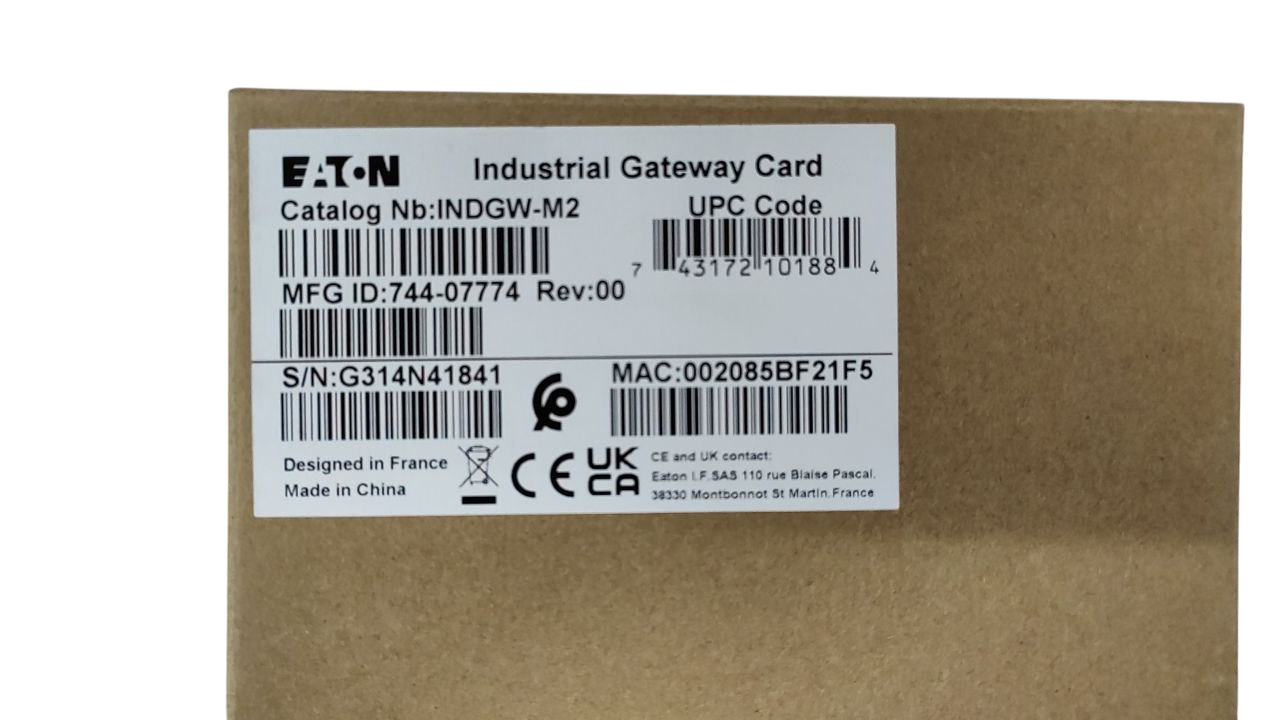 EATON Industrial Gateway Card
Catalog Nb:INDGW-M2
UPC Code
7 43172 10188 4
MFG ID:744-07774 Rev:00
S/N:G314N41841
MAC:002085BF21F5
Designed in France
Made in China
CE
UK
CA
CE and UK contact:
Eaton I.F.SAS 110 rue Blaise Pascal.
38330 Montbonnot St Martin.France